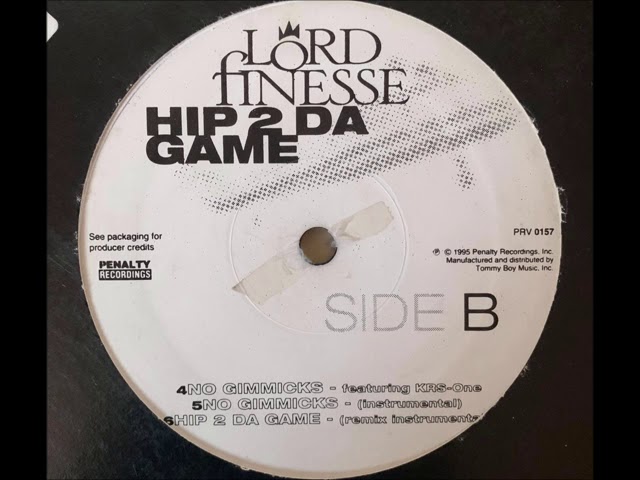 LORD
fINESSE
HIP 2 DA
GAME
See packaging for
producer credits
PENALTY
RECORDINGS
PRV 0157
℗ © 1995 Penalty Recordings, Inc.
Manufactured and distributed by
Tommy Boy Music, Inc.
SIDE B
4NO GIMMICKS - featuring KRS-One
5NO GIMMICKS - (instrumental)
6HIP 2 DA GAME - (remix instrumenta